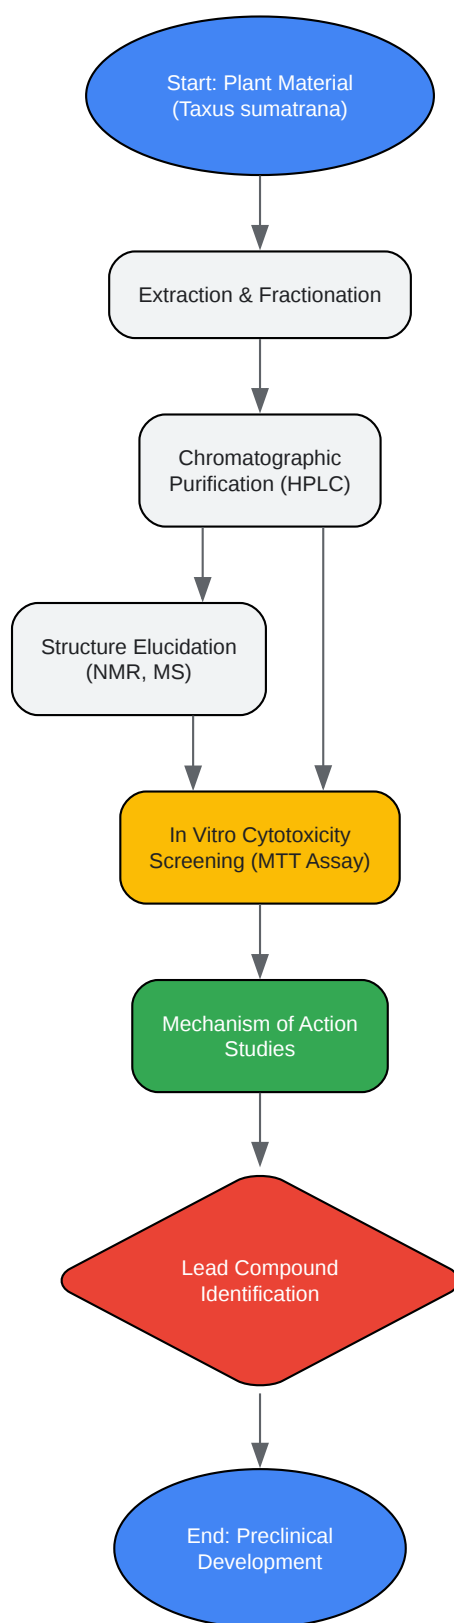 Start: Plant Material
(Taxus sumatrana)
Extraction & Fractionation
Chromatographic
Purification (HPLC)
Structure Elucidation
(NMR, MS)
In Vitro Cytotoxicity
Screening (MTT Assay)
Mechanism of Action
Studies
Lead Compound
Identification
End: Preclinical
Development